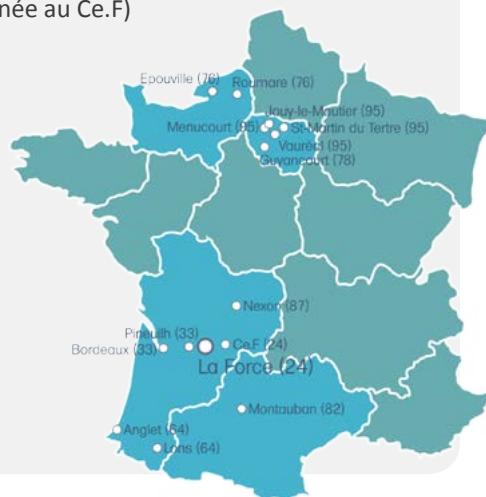 née au Ce.F)
Epouville (76)
Roumare (76)
Jouy-le-Moutier (95)
Menucourt (95)
St-Martin du Tertre (95)
Vauréal (95)
Guyancourt (78)
Nexon (87)
Pineuilh (33)
Bordeaux (33)
Ce.F (24)
La Force (24)
Montauban (82)
Anglet (64)
Lons (64)